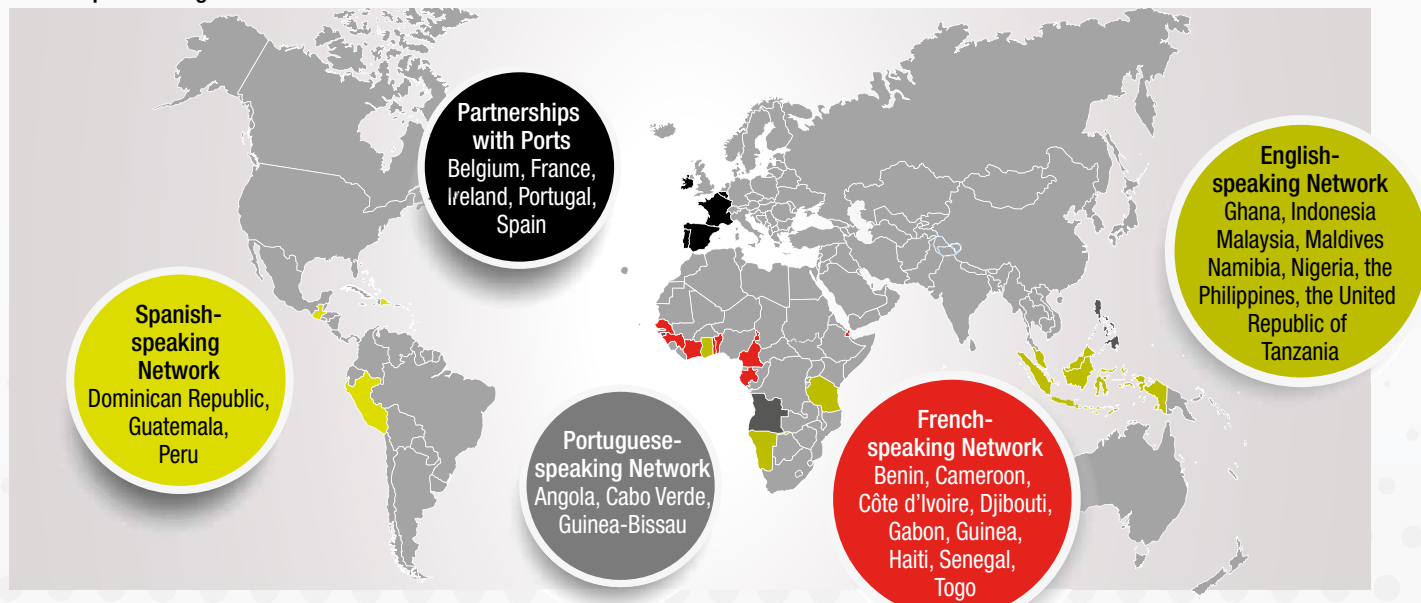 Partnerships
with Ports
Belgium, France,
Ireland, Portugal,
Spain
English-
speaking Network
Ghana, Indonesia
Malaysia, Maldives
Namibia, Nigeria, the
Philippines, the United
Republic of
Tanzania
Spanish-
speaking
Network
Dominican Republic,
Guatemala,
Peru
Portuguese-
speaking Network
Angola, Cabo Verde,
Guinea-Bissau
French-
speaking Network
Benin, Cameroon,
Côte d'Ivoire, Djibouti,
Gabon, Guinea,
Haiti, Senegal,
Togo